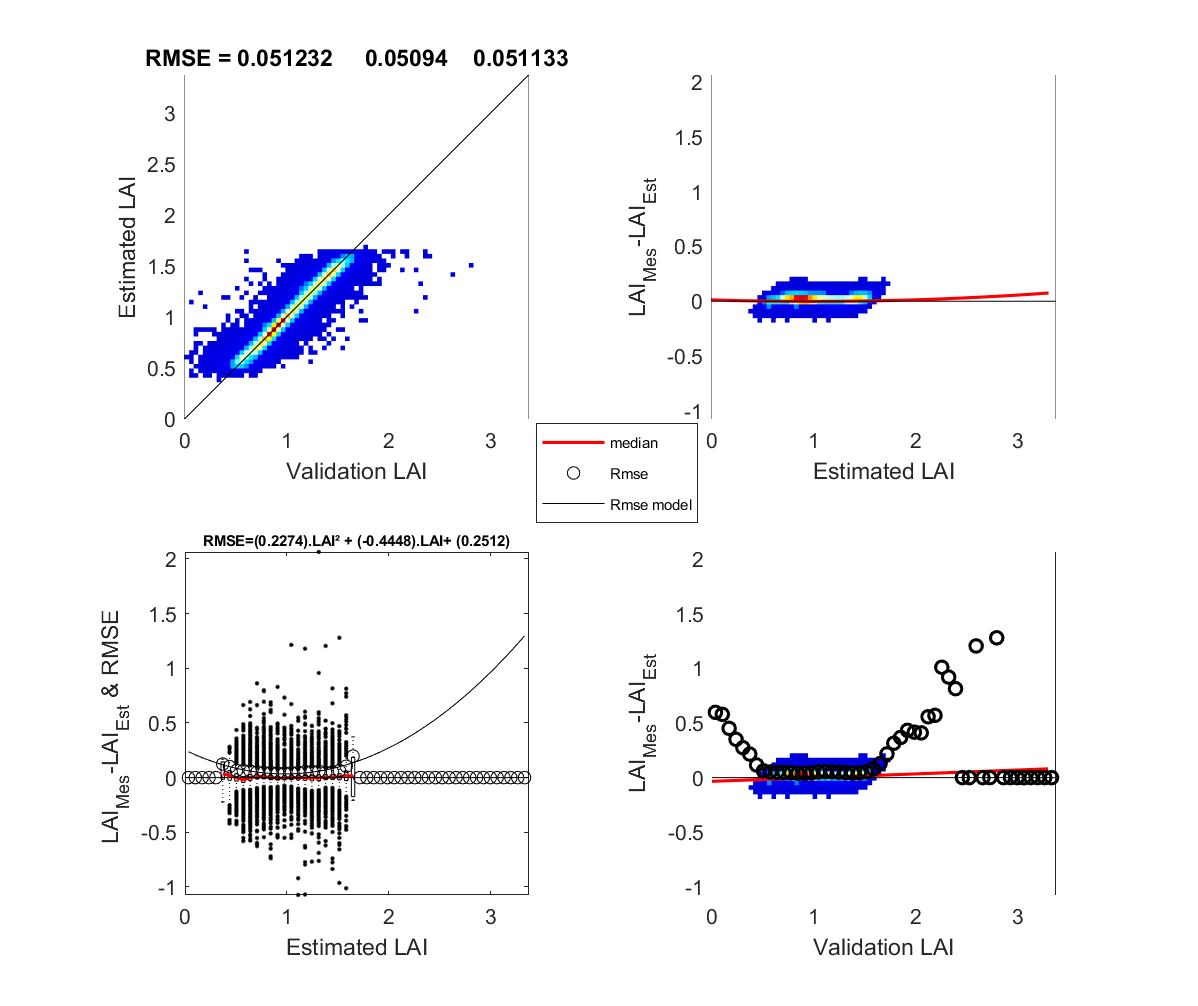 RMSE = 0.051232 0.05094 0.051133
3
2.5
2
1.5
1
0.5
0
Estimated LAI
0 1 2 3
Validation LAI
2
1.5
1
0.5
0
-0.5
-1
LAI_Mes-LAI_Est
0 1 2 3
Estimated LAI
median
Rmse
Rmse model
RMSE=(0.2274).LAI² + (-0.4448).LAI+ (0.2512)
2
1.5
1
0.5
0
-0.5
-1
LAI_Mes-LAI_Est & RMSE
0 1 2 3
Estimated LAI
2
1.5
1
0.5
0
-0.5
-1
LAI_Mes-LAI_Est
0 1 2 3
Validation LAI